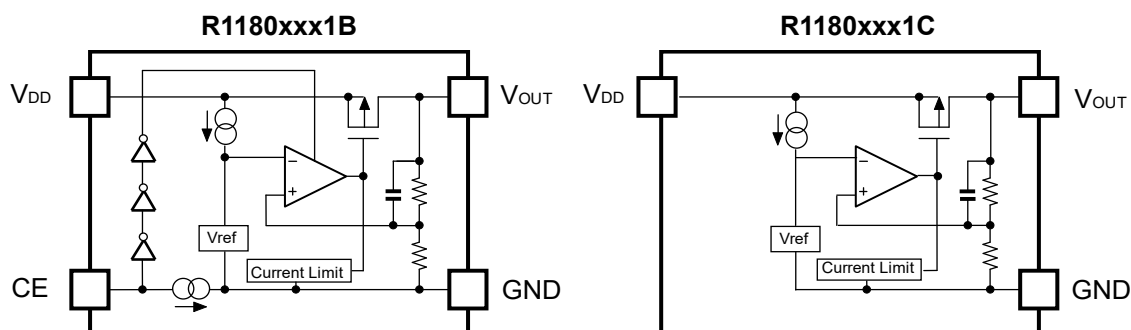 R1180xxx1B
VDD
VOUT
−
+
Vref
Current Limit
CE
GND
R1180xxx1C
VDD
VOUT
−
+
Vref
Current Limit
GND